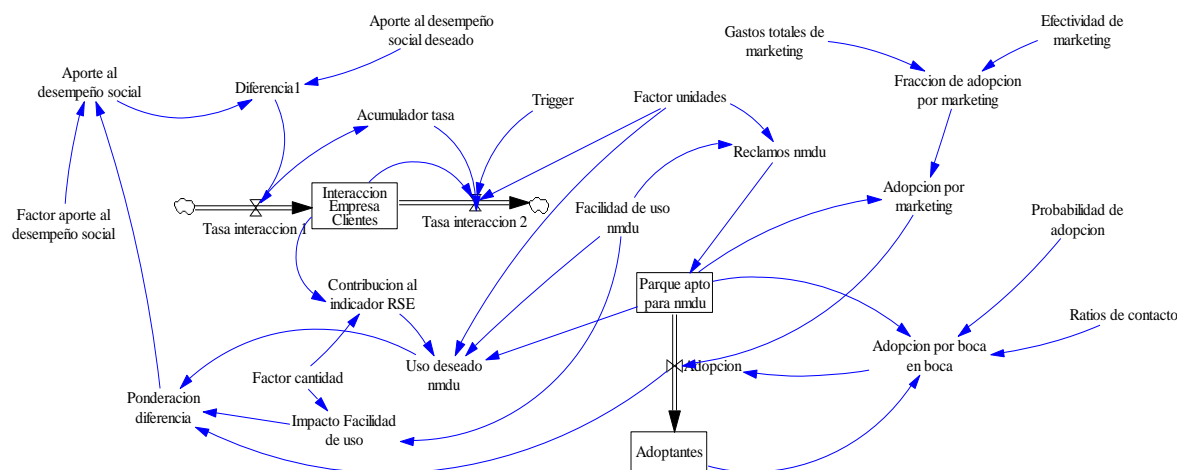 Aporte al desempeño
social deseado
Gastos totales de
marketing
Efectividad de
marketing
Aporte al
desempeño social
Diferencia1
Trigger
Factor unidades
Fraccion de adopcion
por marketing
Acumulador tasa
Reclamos nmdu
Interaccion
Empresa
Clientes
Factor aporte al
desempeño social
Tasa interaccion 1
Tasa interaccion 2
Facilidad de uso
nmdu
Adopcion por
marketing
Probabilidad de
adopcion
Contribucion al
indicador RSE
Parque apto
para nmdu
Ratios de contacto
Uso deseado
nmdu
Adopcion
Adopcion por boca
en boca
Factor cantidad
Ponderacion
diferencia
Impacto Facilidad
de uso
Adoptantes